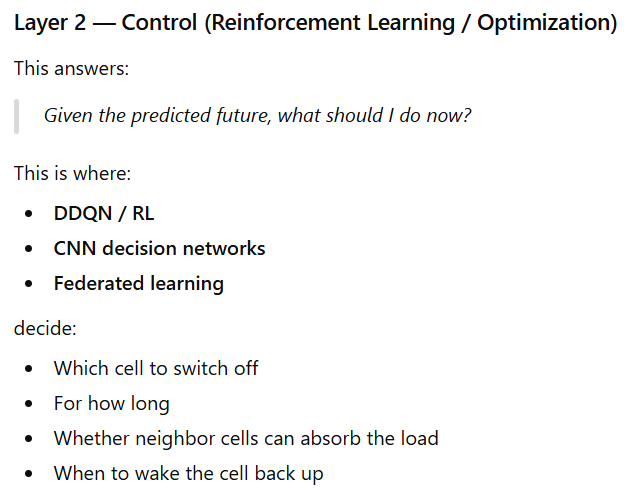 Layer 2 — Control (Reinforcement Learning / Optimization)
This answers:
Given the predicted future, what should I do now?
This is where:
• DDQN / RL
• CNN decision networks
• Federated learning
decide:
• Which cell to switch off
• For how long
• Whether neighbor cells can absorb the load
• When to wake the cell back up